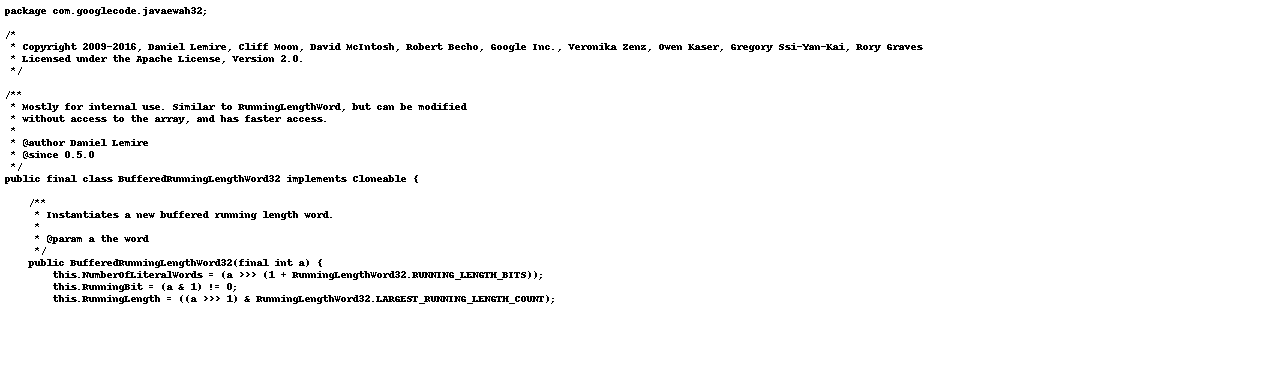 package com.googlecode.javaewah32;

/*
 * Copyright 2009-2016, Daniel Lemire, Cliff Moon, David McIntosh, Robert Becho, Google Inc., Veronika Zenz, Owen Kaser, Gregory Ssi-Yan-Kai, Rory Graves
 * Licensed under the Apache License, Version 2.0.
 */

/**
 * Mostly for internal use. Similar to RunningLengthWord, but can be modified
 * without access to the array, and has faster access.
 *
 * @author Daniel Lemire
 * @since 0.5.0
 */
public final class BufferedRunningLengthWord32 implements Cloneable {

    /**
     * Instantiates a new buffered running length word.
     *
     * @param a the word
     */
    public BufferedRunningLengthWord32(final int a) {
        this.NumberOfLiteralWords = (a >>> (1 + RunningLengthWord32.RUNNING_LENGTH_BITS));
        this.RunningBit = (a & 1) != 0;
        this.RunningLength = ((a >>> 1) & RunningLengthWord32.LARGEST_RUNNING_LENGTH_COUNT);